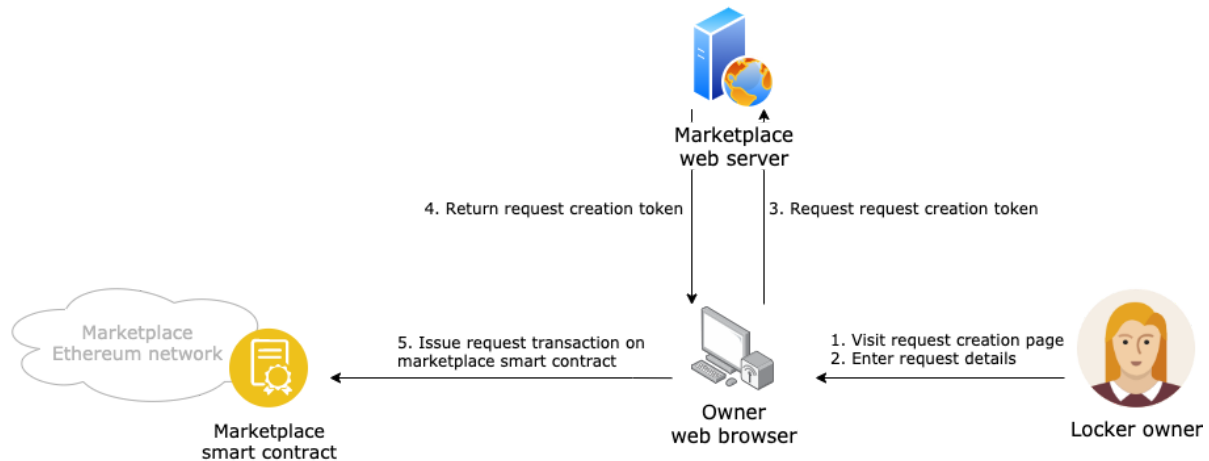 Marketplace
web server
4. Return request creation token
3. Request request creation token
Marketplace
Ethereum network
5. Issue request transaction on
marketplace smart contract
1. Visit request creation page
2. Enter request details
Marketplace
smart contract
Owner
web browser
Locker owner